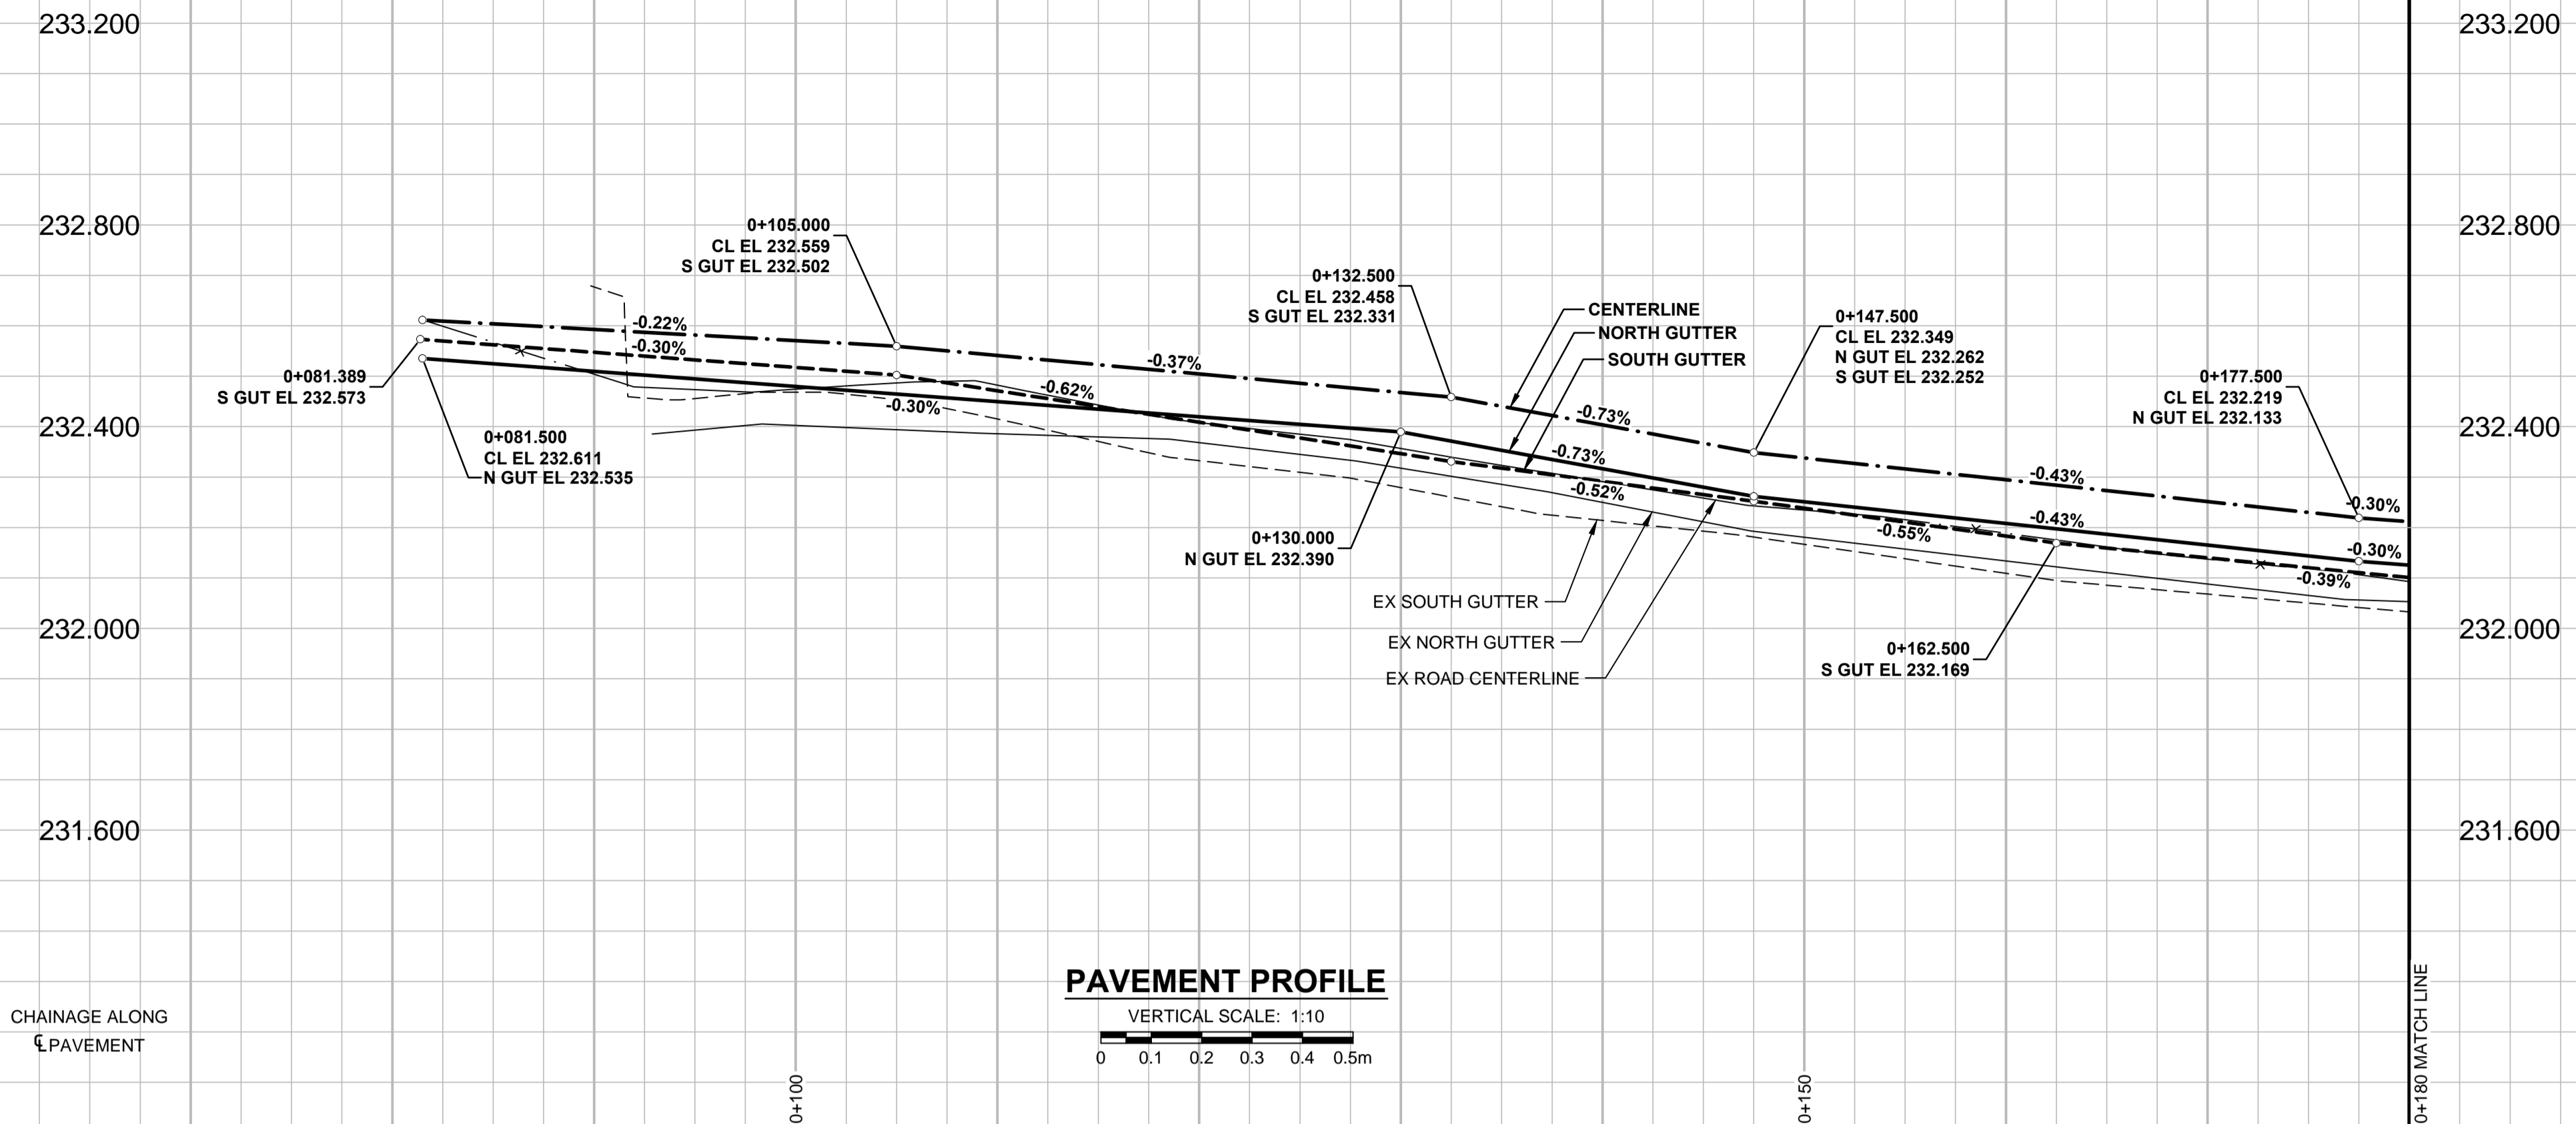 233.200
233.200
232.800
232.800
232.400
232.400
232.000
232.000
231.600
231.600
0+081.389
S GUT EL 232.573
0+081.500
CL EL 232.611
N GUT EL 232.535
0+105.000
CL EL 232.559
S GUT EL 232.502
0+132.500
CL EL 232.458
S GUT EL 232.331
CENTERLINE
NORTH GUTTER
SOUTH GUTTER
0+147.500
CL EL 232.349
N GUT EL 232.262
S GUT EL 232.252
0+177.500
CL EL 232.219
N GUT EL 232.133
-0.22%
-0.30%
-0.30%
-0.62%
-0.37%
-0.73%
-0.73%
-0.52%
-0.43%
-0.43%
-0.55%
-0.30%
-0.30%
-0.39%
0+130.000
N GUT EL 232.390
EX SOUTH GUTTER
EX NORTH GUTTER
EX ROAD CENTERLINE
0+162.500
S GUT EL 232.169
PAVEMENT PROFILE
VERTICAL SCALE: 1:10
0 0.1 0.2 0.3 0.4 0.5m
CHAINAGE ALONG
℄ PAVEMENT
0+100
0+150
0+180 MATCH LINE